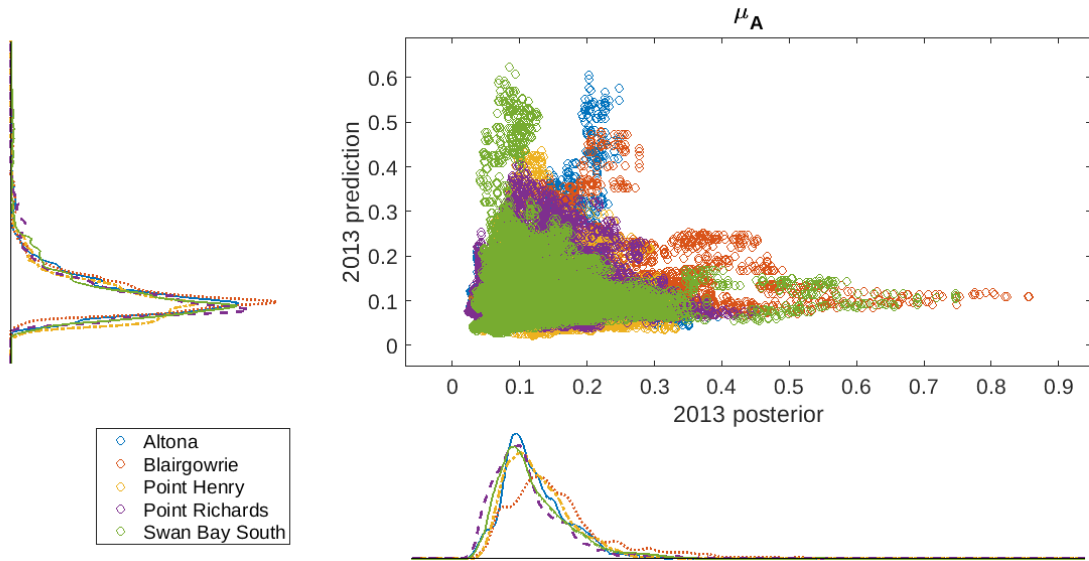 μA
0.6
0.5
0.4
0.3
0.2
0.1
0
2013 prediction
0 0.1 0.2 0.3 0.4 0.5 0.6 0.7 0.8 0.9
2013 posterior
Altona
Blairgowrie
Point Henry
Point Richards
Swan Bay South